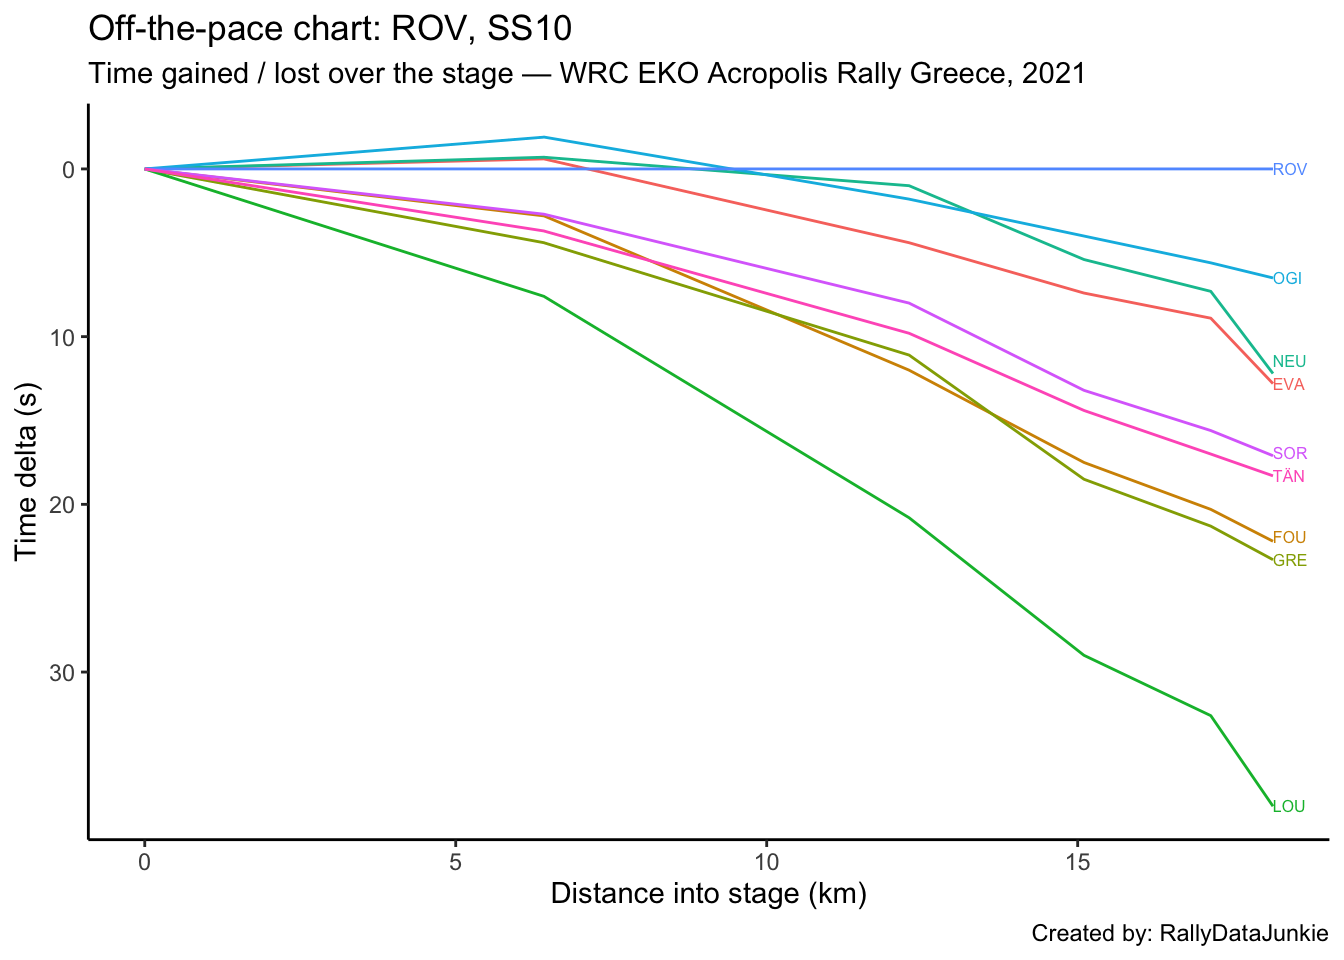 Off-the-pace chart: ROV, SS10
Time gained / lost over the stage — WRC EKO Acropolis Rally Greece, 2021
Time delta (s)
0
10
20
30
ROV
OGI
NEU
EVA
SOR
TÄN
FOU
GRE
LOU
0 5 10 15
Distance into stage (km)
Created by: RallyDataJunkie